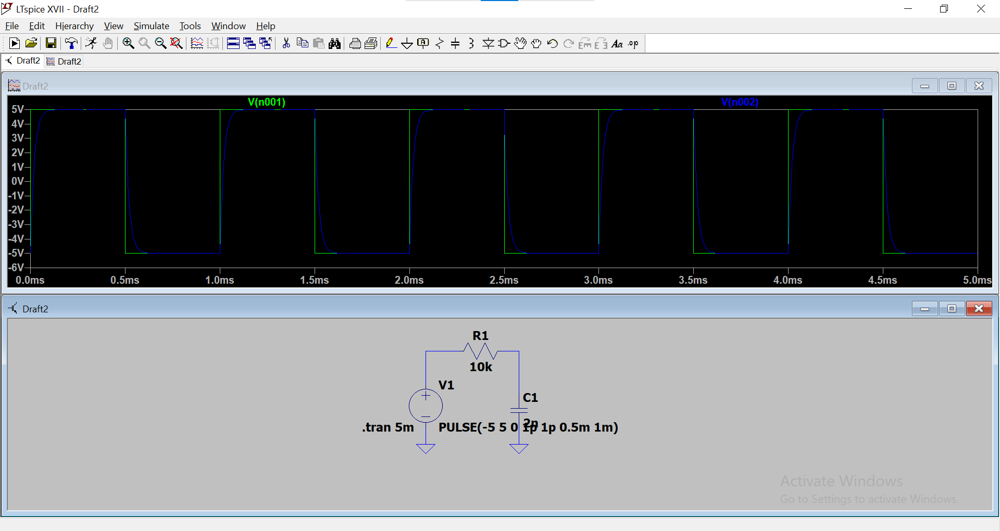 LTspice XVII - Draft2
File Edit Hierarchy View Simulate Tools Window Help
Draft2 Draft2
Draft2
V(n001) V(n002)
5V
4V
3V
2V
1V
0V
-1V
-2V
-3V
-4V
-5V
-6V
0.0ms 0.5ms 1.0ms 1.5ms 2.0ms 2.5ms 3.0ms 3.5ms 4.0ms 4.5ms 5.0ms
Draft2
R1
10k
V1
C1
2n
.tran 5m PULSE(-5 5 0 1p 1p 0.5m 1m)
Activate Windows
Go to Settings to activate Windows.